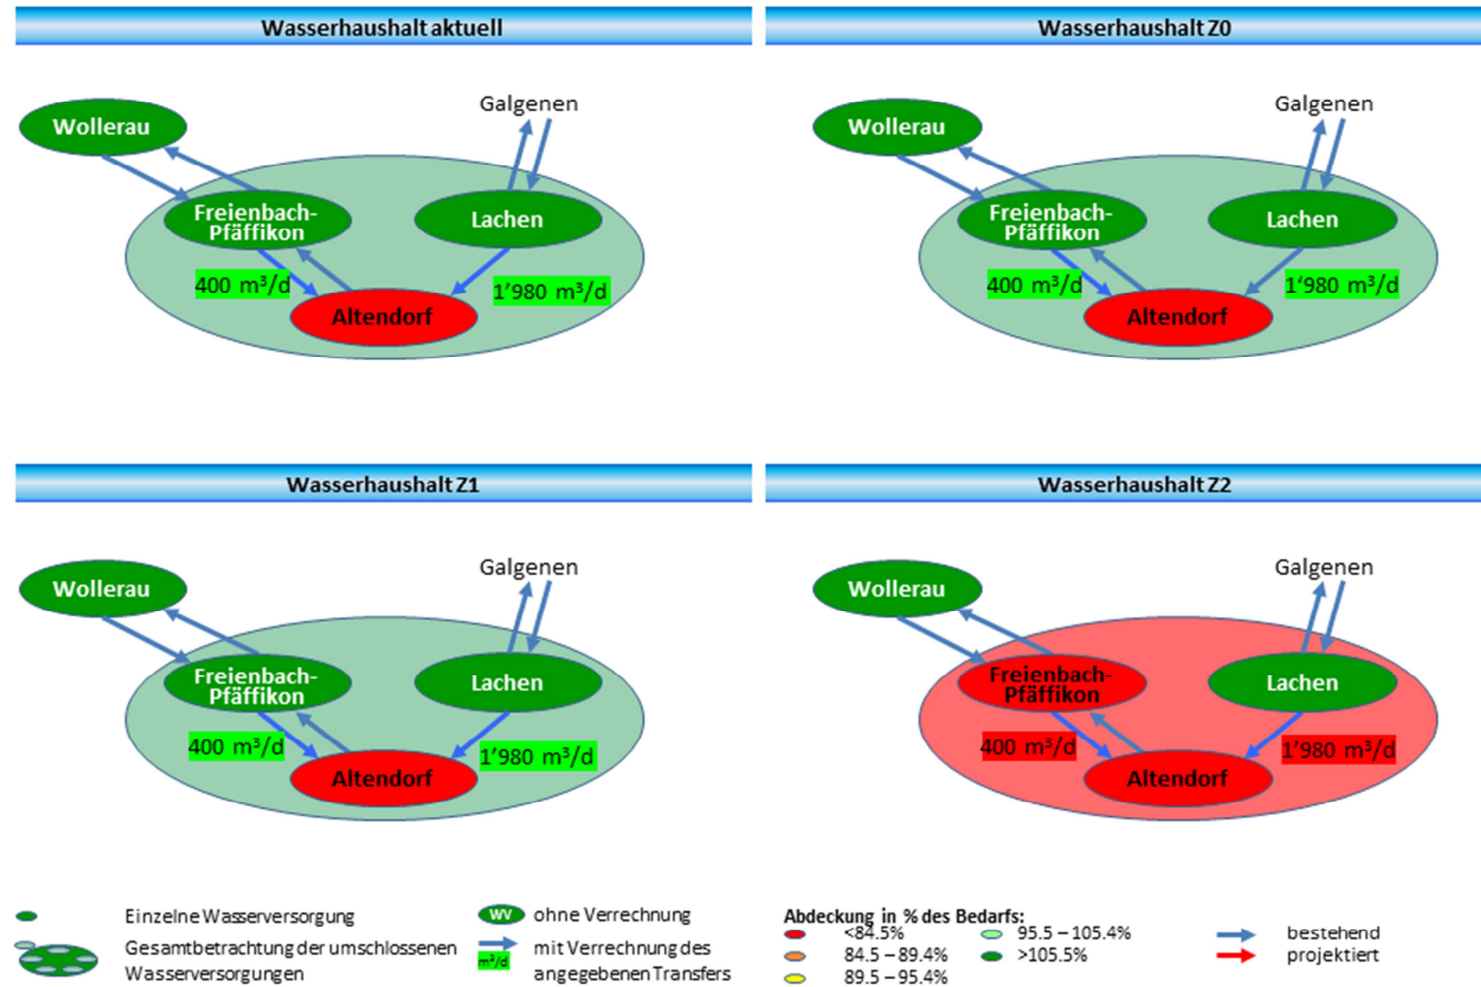 Wasserhaushalt aktuell
Galgenen
Wollerau
Freienbach-
Pfäffikon
Lachen
400 m³/d
1’980 m³/d
Altendorf
Wasserhaushalt Z0
Galgenen
Wollerau
Freienbach-
Pfäffikon
Lachen
400 m³/d
1’980 m³/d
Altendorf
Wasserhaushalt Z1
Galgenen
Wollerau
Freienbach-
Pfäffikon
Lachen
400 m³/d
1’980 m³/d
Altendorf
Wasserhaushalt Z2
Galgenen
Wollerau
Freienbach-
Pfäffikon
Lachen
400 m³/d
1’980 m³/d
Altendorf
Einzelne Wasserversorgung
Gesamtbetrachtung der umschlossenen
Wasserversorgungen
WV ohne Verrechnung
mit Verrechnung des
m³/d angegebenen Transfers
Abdeckung in % des Bedarfs:
<84.5%
84.5 – 89.4%
89.5 – 95.4%
95.5 – 105.4%
>105.5%
bestehend
projektiert